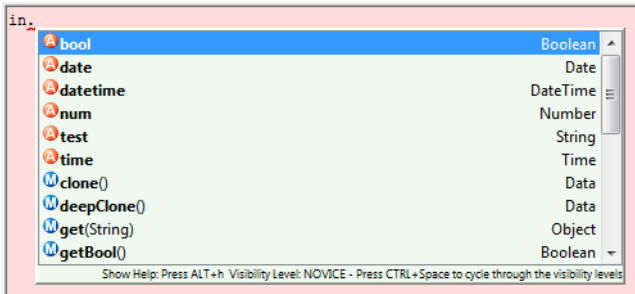 in.
A bool Boolean
A date Date
A datetime DateTime
A num Number
A test String
A time Time
M clone() Data
M deepClone() Data
M get(String) Object
M getBool() Boolean
Show Help: Press ALT+h Visibility Level: NOVICE - Press CTRL+Space to cycle through the visibility levels